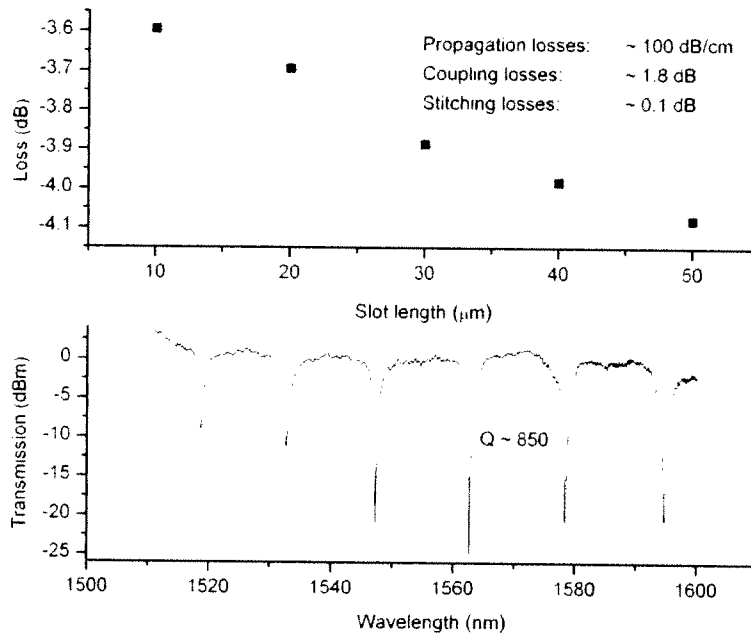 -3.6
-3.7
-3.8
-3.9
-4.0
-4.1
Loss (dB)
Propagation losses: ~ 100 dB/cm
Coupling losses: ~ 1.8 dB
Stitching losses: ~ 0.1 dB
10 20 30 40 50
Slot length (μm)
0
-5
-10
-15
-20
-25
Transmission (dBm)
Q ~ 850
1500 1520 1540 1560 1580 1600
Wavelength (nm)